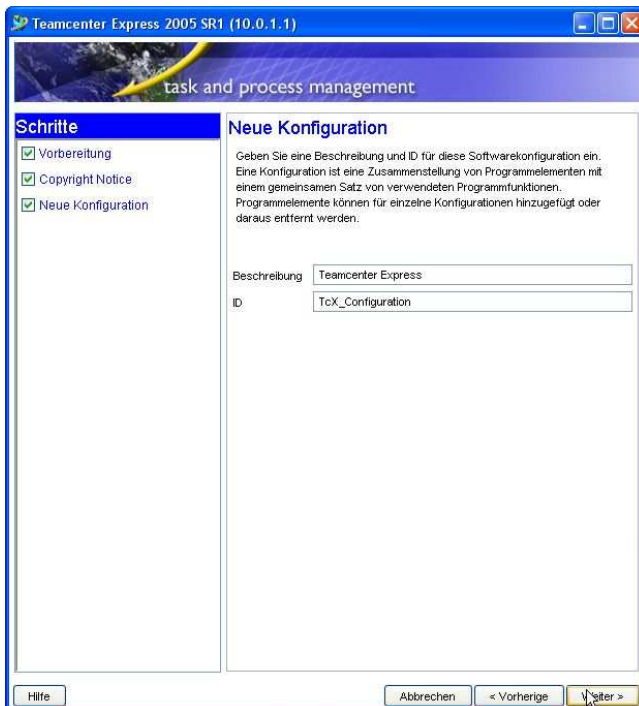 Teamcenter Express 2005 SR1 (10.0.1.1)
task and process management
Schritte
Vorbereitung
Copyright Notice
Neue Konfiguration
Neue Konfiguration
Geben Sie eine Beschreibung und ID für diese Softwarekonfiguration ein.
Eine Konfiguration ist eine Zusammenstellung von Programmelementen mit
einem gemeinsamen Satz von verwendeten Programmfunktionen.
Programmelemente können für einzelne Konfigurationen hinzugefügt oder
daraus entfernt werden.
Beschreibung Teamcenter Express
ID TcX_Configuration
Hilfe Abbrechen « Vorherige Weiter »